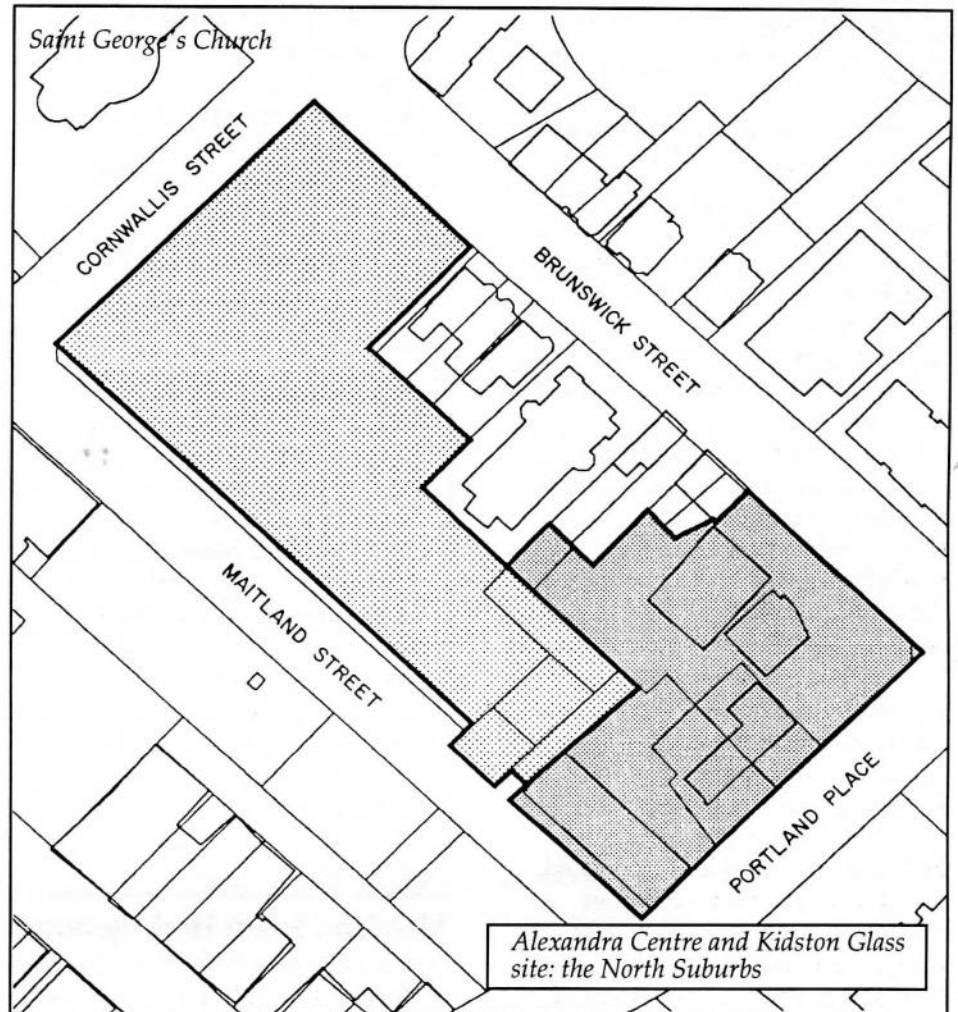 Saint George's Church
CORNWALLIS STREET
BRUNSWICK STREET
MAITLAND STREET
PORTLAND PLACE
Alexandra Centre and Kidston Glass
site: the North Suburbs